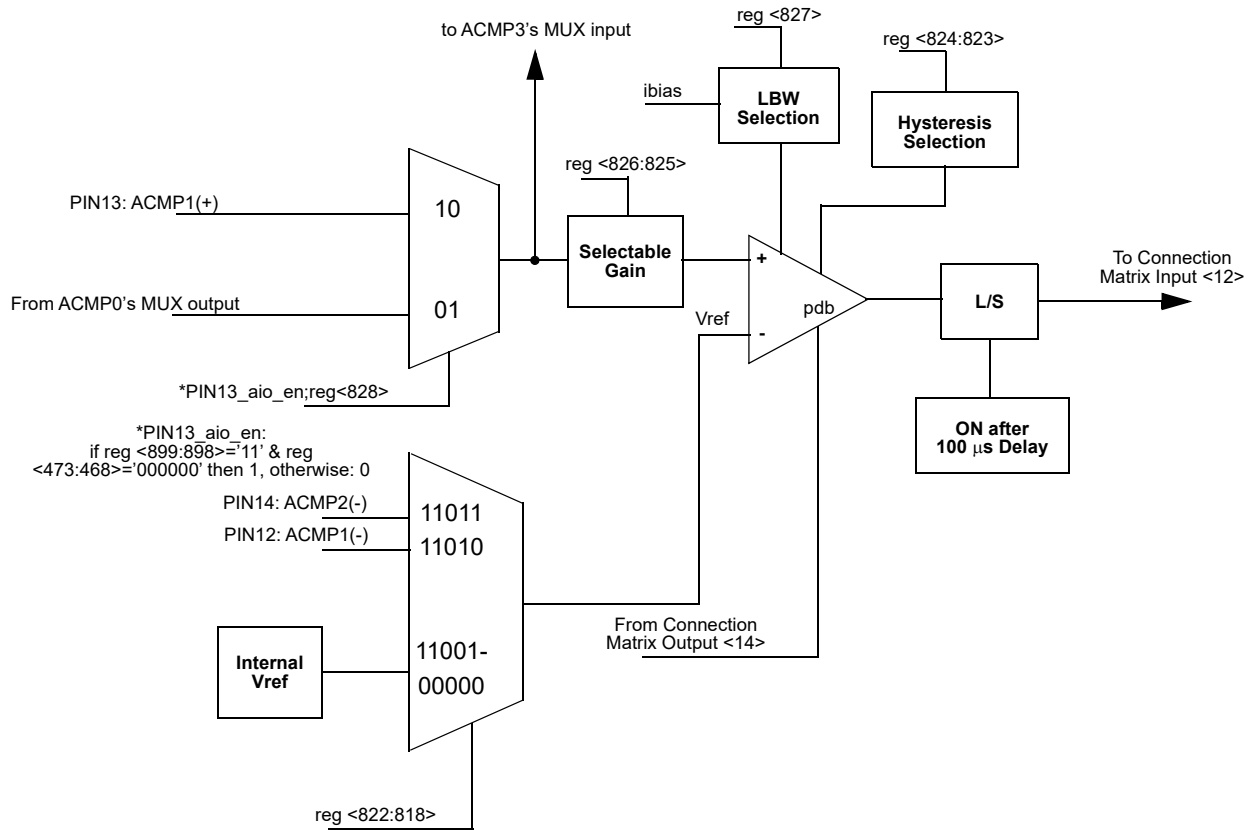 reg <827>
to ACMP3's MUX input
reg <824:823>
ibias
LBW
Selection
Hysteresis
Selection
reg <826:825>
PIN13: ACMP1(+)
10
Selectable
Gain
+
To Connection
Matrix Input <12>
From ACMP0's MUX output
01
Vref
-
pdb
L/S
*PIN13_aio_en;reg<828>
ON after
100 μs Delay
*PIN13_aio_en:
if reg <899:898>='11' & reg
<473:468>='000000' then 1, otherwise: 0
PIN14: ACMP2(-)
11011
PIN12: ACMP1(-)
11010
From Connection
Matrix Output <14>
Internal
Vref
11001-
00000
reg <822:818>